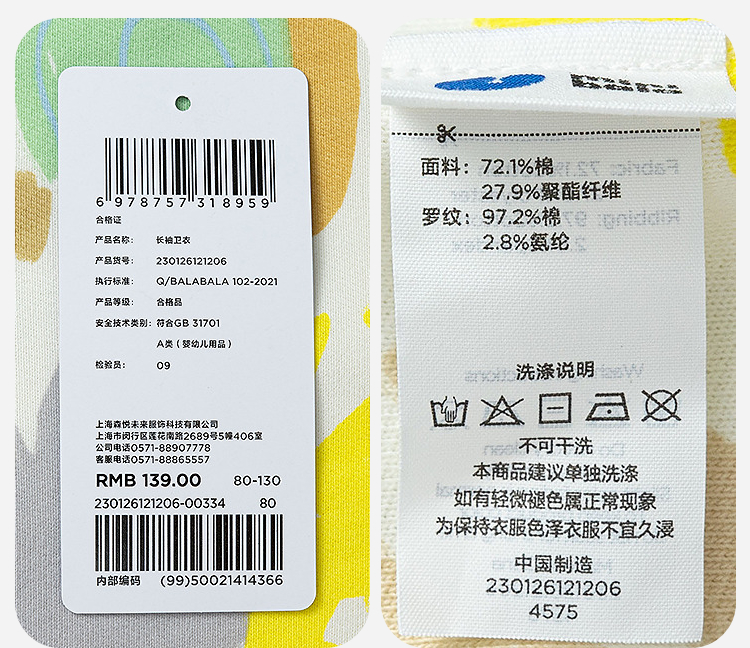 6 978757 318959
合格证
产品名称: 长袖卫衣
产品货号: 230126121206
执行标准: Q/BALABALA 102-2021
产品等级: 合格品
安全技术类别: 符合GB 31701
A类(婴幼儿用品)
检验员: 09
上海森悦未来服饰科技有限公司
上海市闵行区莲花南路2689号5幢406室
公司电话0571-88907778
客服电话0571-88865557
RMB 139.00 80-130
230126121206-00334 80
内部编码 (99)50021414366
mini
面料: 72.1%棉
27.9%聚酯纤维
罗纹: 97.2%棉
2.8%氨纶
洗涤说明
不可干洗
本商品建议单独洗涤
如有轻微褪色属正常现象
为保持衣服色泽衣服不宜久浸
中国制造
230126121206
4575